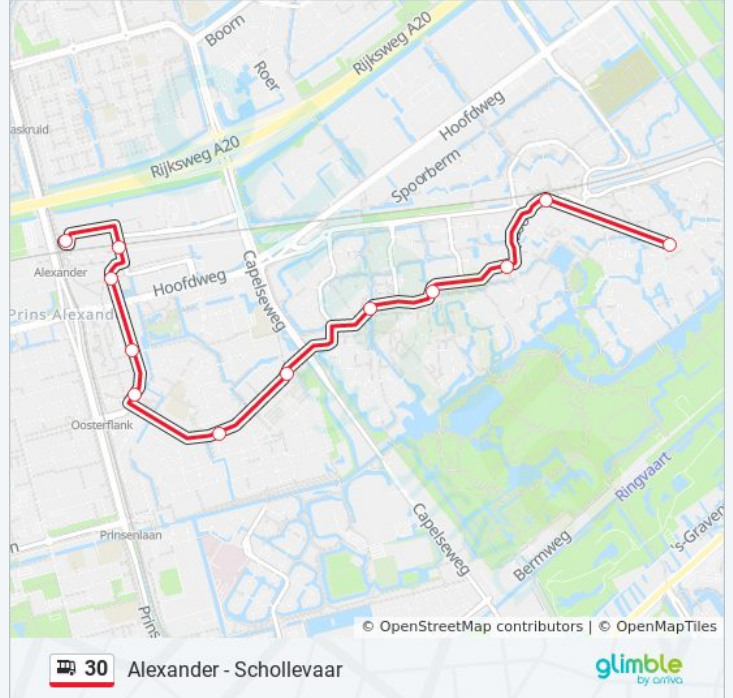 Boorn
Rijksweg A20
Roer
Hoofdweg
askruid
Rijksweg A20
Spoorberm
Alexander
Hoofdweg
Capelseweg
Prins Alexand
Oosterflank
Ringvaart
Capelseweg
's-Graven
Prinsenlaan
Bermweg
n
Prins
© OpenStreetMap contributors | © OpenMapTiles
30 Alexander - Schollevaar
glimble
by arriva